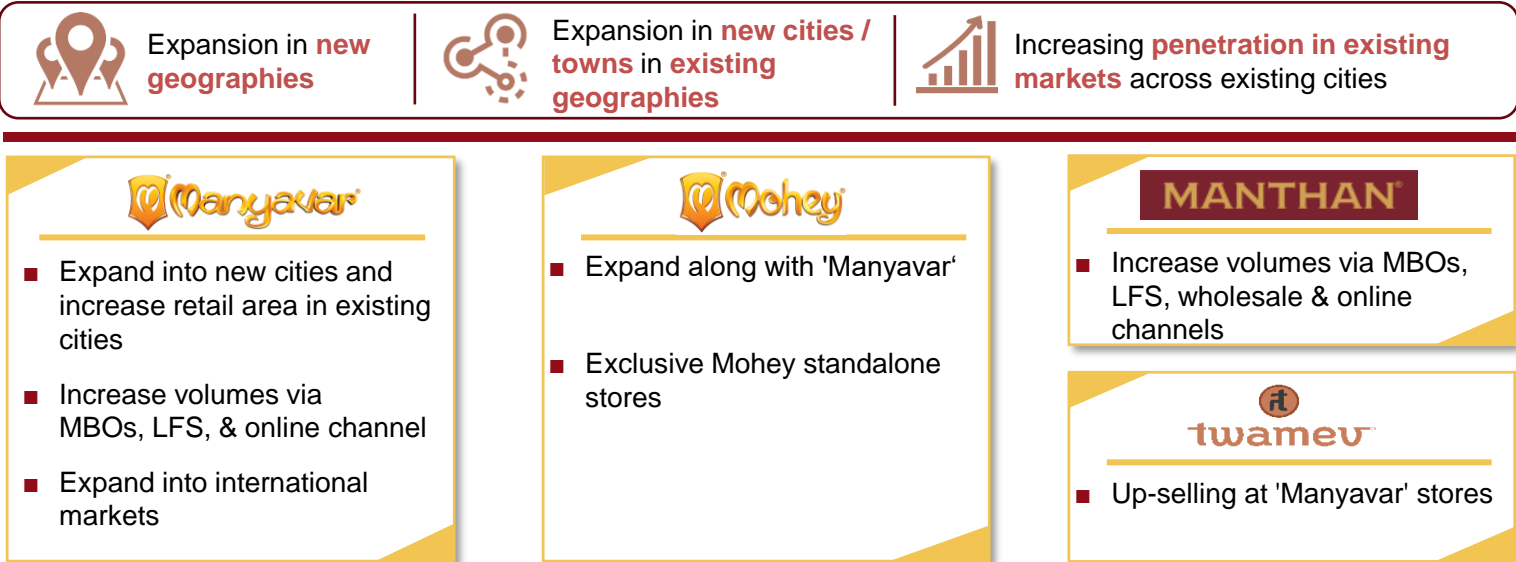 Expansion in new
geographies
Expansion in new cities /
towns in existing
geographies
Increasing penetration in existing
markets across existing cities
Manyavar®
■ Expand into new cities and
increase retail area in existing
cities
■ Increase volumes via
MBOs, LFS, & online channel
■ Expand into international
markets
Mohey
■ Expand along with 'Manyavar‘
■ Exclusive Mohey standalone
stores
MANTHAN®
■ Increase volumes via MBOs,
LFS, wholesale & online
channels
twamev
■ Up-selling at 'Manyavar' stores